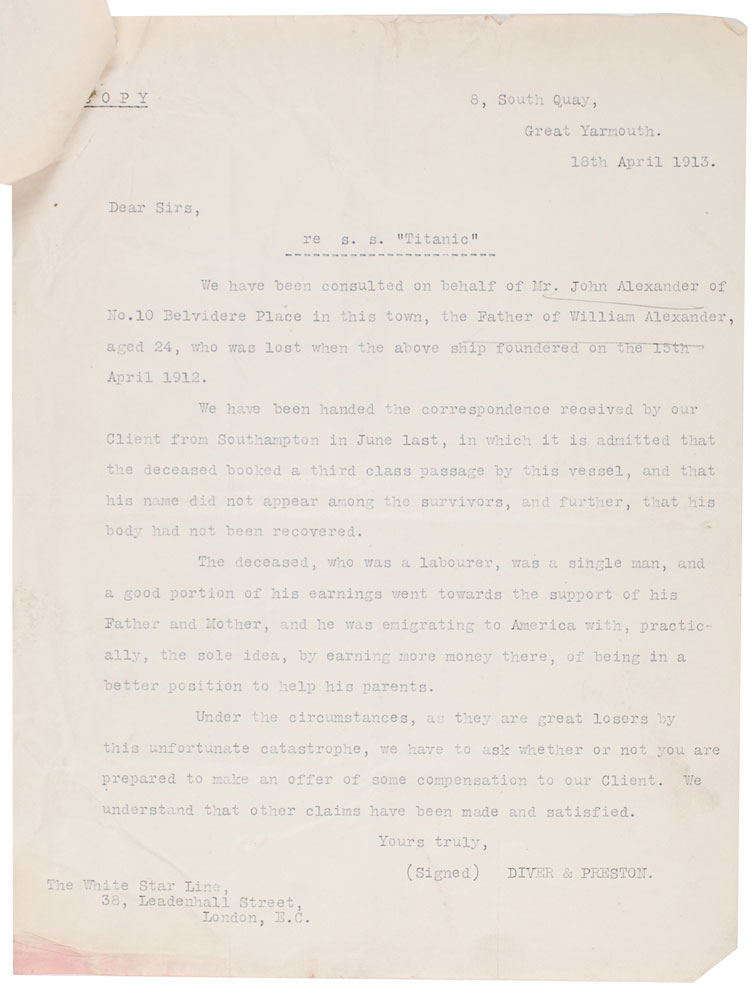 COPY
8, South Quay,
Great Yarmouth.
18th April 1913.
Dear Sirs,
re s. s. "Titanic"
We have been consulted on behalf of Mr. John Alexander of
No.10 Belvidere Place in this town, the Father of William Alexander,
aged 24, who was lost when the above ship foundered on the 15th
April 1912.
We have been handed the correspondence received by our
Client from Southampton in June last, in which it is admitted that
the deceased booked a third class passage by this vessel, and that
his name did not appear among the survivors, and further, that his
body had not been recovered.
The deceased, who was a labourer, was a single man, and
a good portion of his earnings went towards the support of his
Father and Mother, and he was emigrating to America with, practic-
ally, the sole idea, by earning more money there, of being in a
better position to help his parents.
Under the circumstances, as they are great losers by
this unfortunate catastrophe, we have to ask whether or not you are
prepared to make an offer of some compensation to our Client. We
understand that other claims have been made and satisfied.
Yours truly,
(Signed) DIVER & PRESTON.
The White Star Line,
38, Leadenhall Street,
London, E.C.